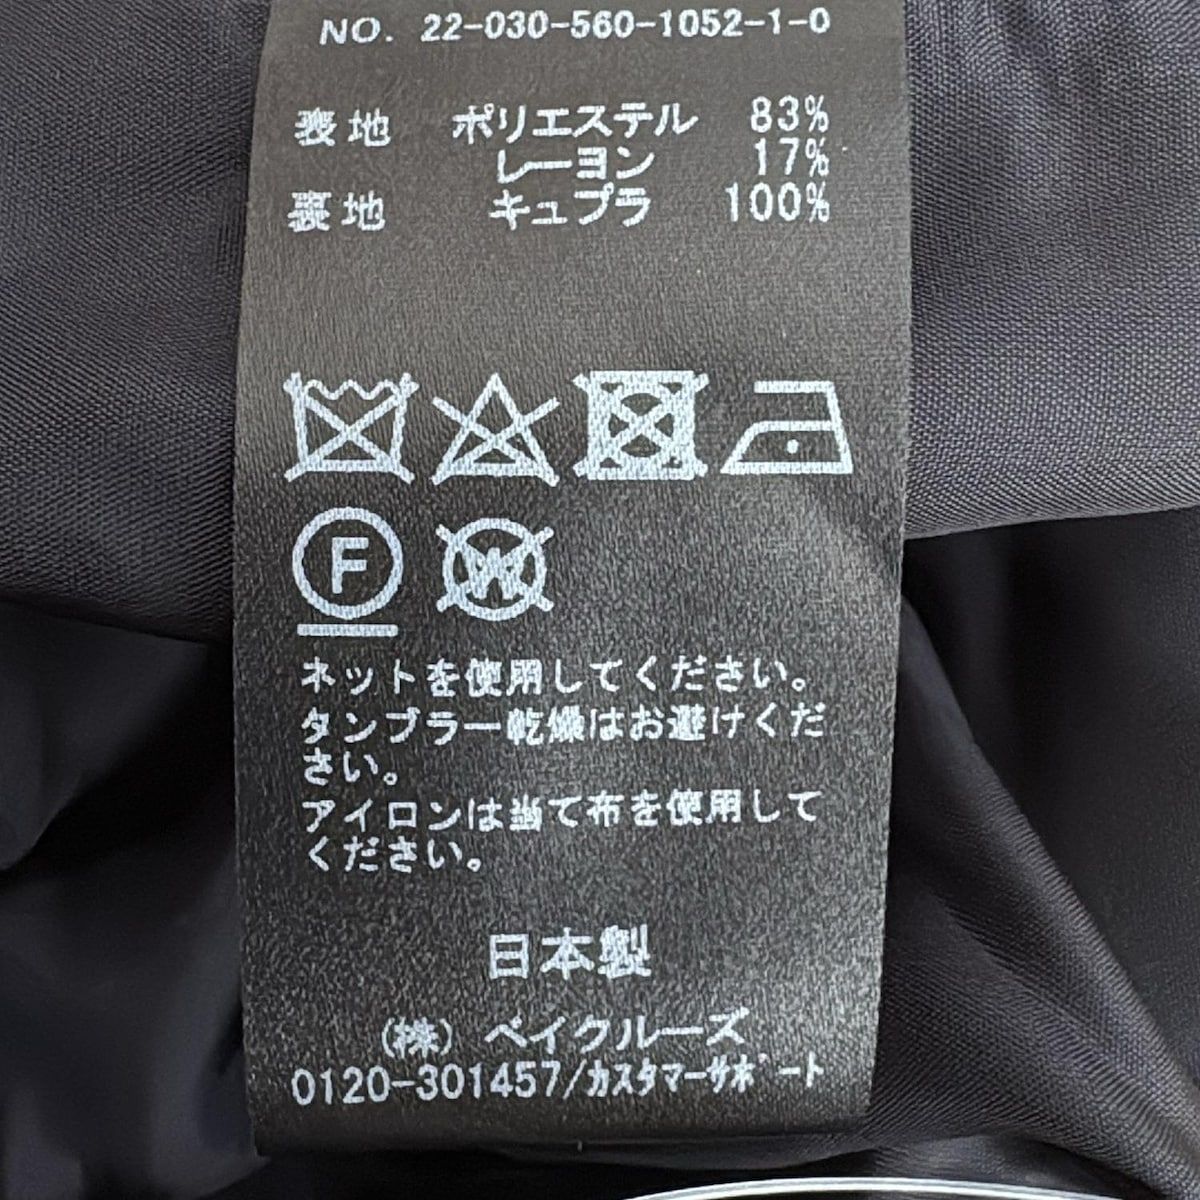 NO. 22-030-560-1052-1-0
表地 ポリエステル 83%
レーヨン 17%
裏地 キュプラ 100%
F
W
ネットを使用してください。
タンブラー乾燥はお避けくだ
さい。
アイロンは当て布を使用して
ください。
日本製
(株) ベイクルーズ
0120-301457/カスタマーサポート